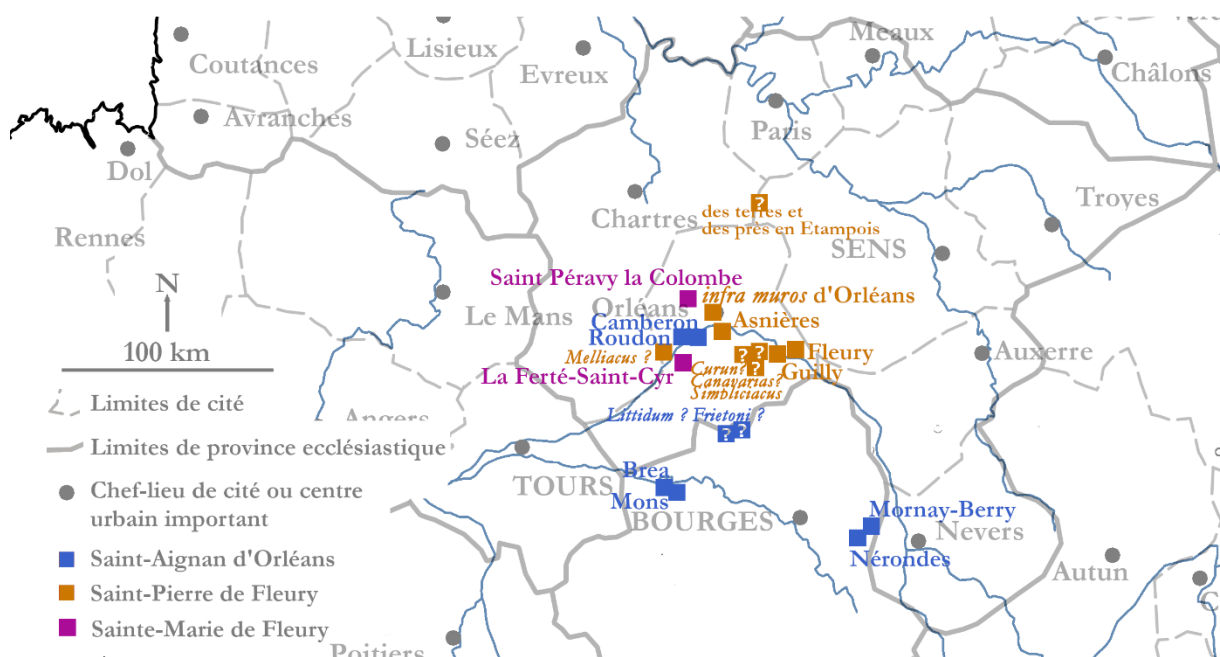 Lisieux
Meaux
Coutances
Evreux
Châlons
Avranches
Paris
Séez
Dol
Troyes
Chartres
des terres et
des près en Etampois
?
Rennes
SENS
N
Saint Péravy la Colombe
Orléans
infra muros d'Orléans
Le Mans
Camberon
Asnières
Roudon
100 km
Melliacus ?
? ?
Fleury
Auxerre
La Ferté-Saint-Cyr
Curun?
?
Guilly
Canavarias?
Simbliciacus
Limites de cité
Angers
Littidum ? Frietoni ?
? ?
Limites de province ecclésiastique
Brea
TOURS
Chef-lieu de cité ou centre
urbain important
Mons
BOURGES
Mornay-Berry
Nevers
Saint-Aignan d'Orléans
Nérondes
Autun
Saint-Pierre de Fleury
Sainte-Marie de Fleury
Poitiers